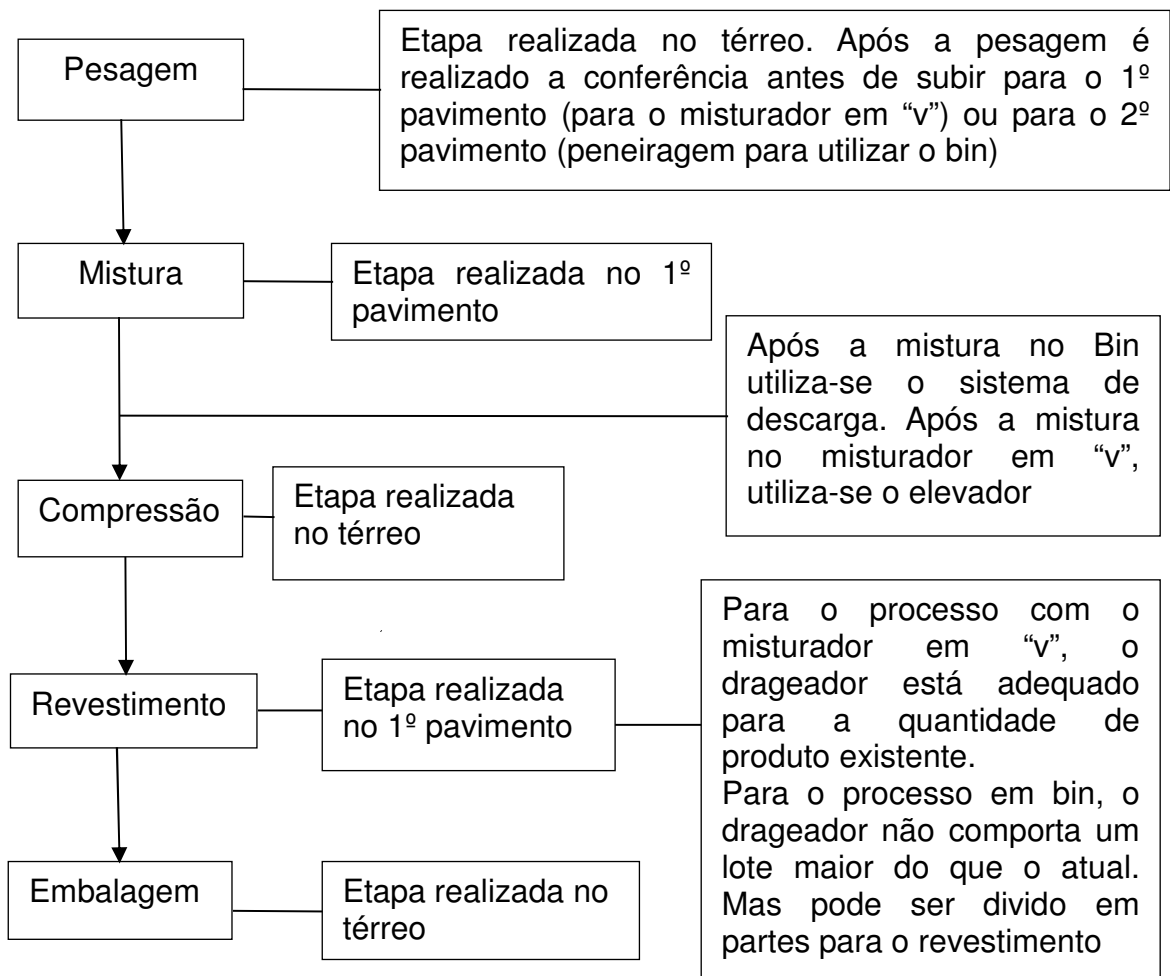 Pesagem
Etapa realizada no térreo. Após a pesagem é
realizado a conferência antes de subir para o 1º
pavimento (para o misturador em “v”) ou para o 2º
pavimento (peneiragem para utilizar o bin)
Mistura
Etapa realizada no 1º
pavimento
Após a mistura no Bin
utiliza-se o sistema de
descarga. Após a mistura
no misturador em “v”,
utiliza-se o elevador
Compressão
Etapa realizada
no térreo
Revestimento
Etapa realizada
no 1º pavimento
Para o processo com o
misturador em “v”, o
drageador está adequado
para a quantidade de
produto existente.
Para o processo em bin, o
drageador não comporta um
lote maior do que o atual.
Mas pode ser divido em
partes para o revestimento
Embalagem
Etapa realizada no
térreo